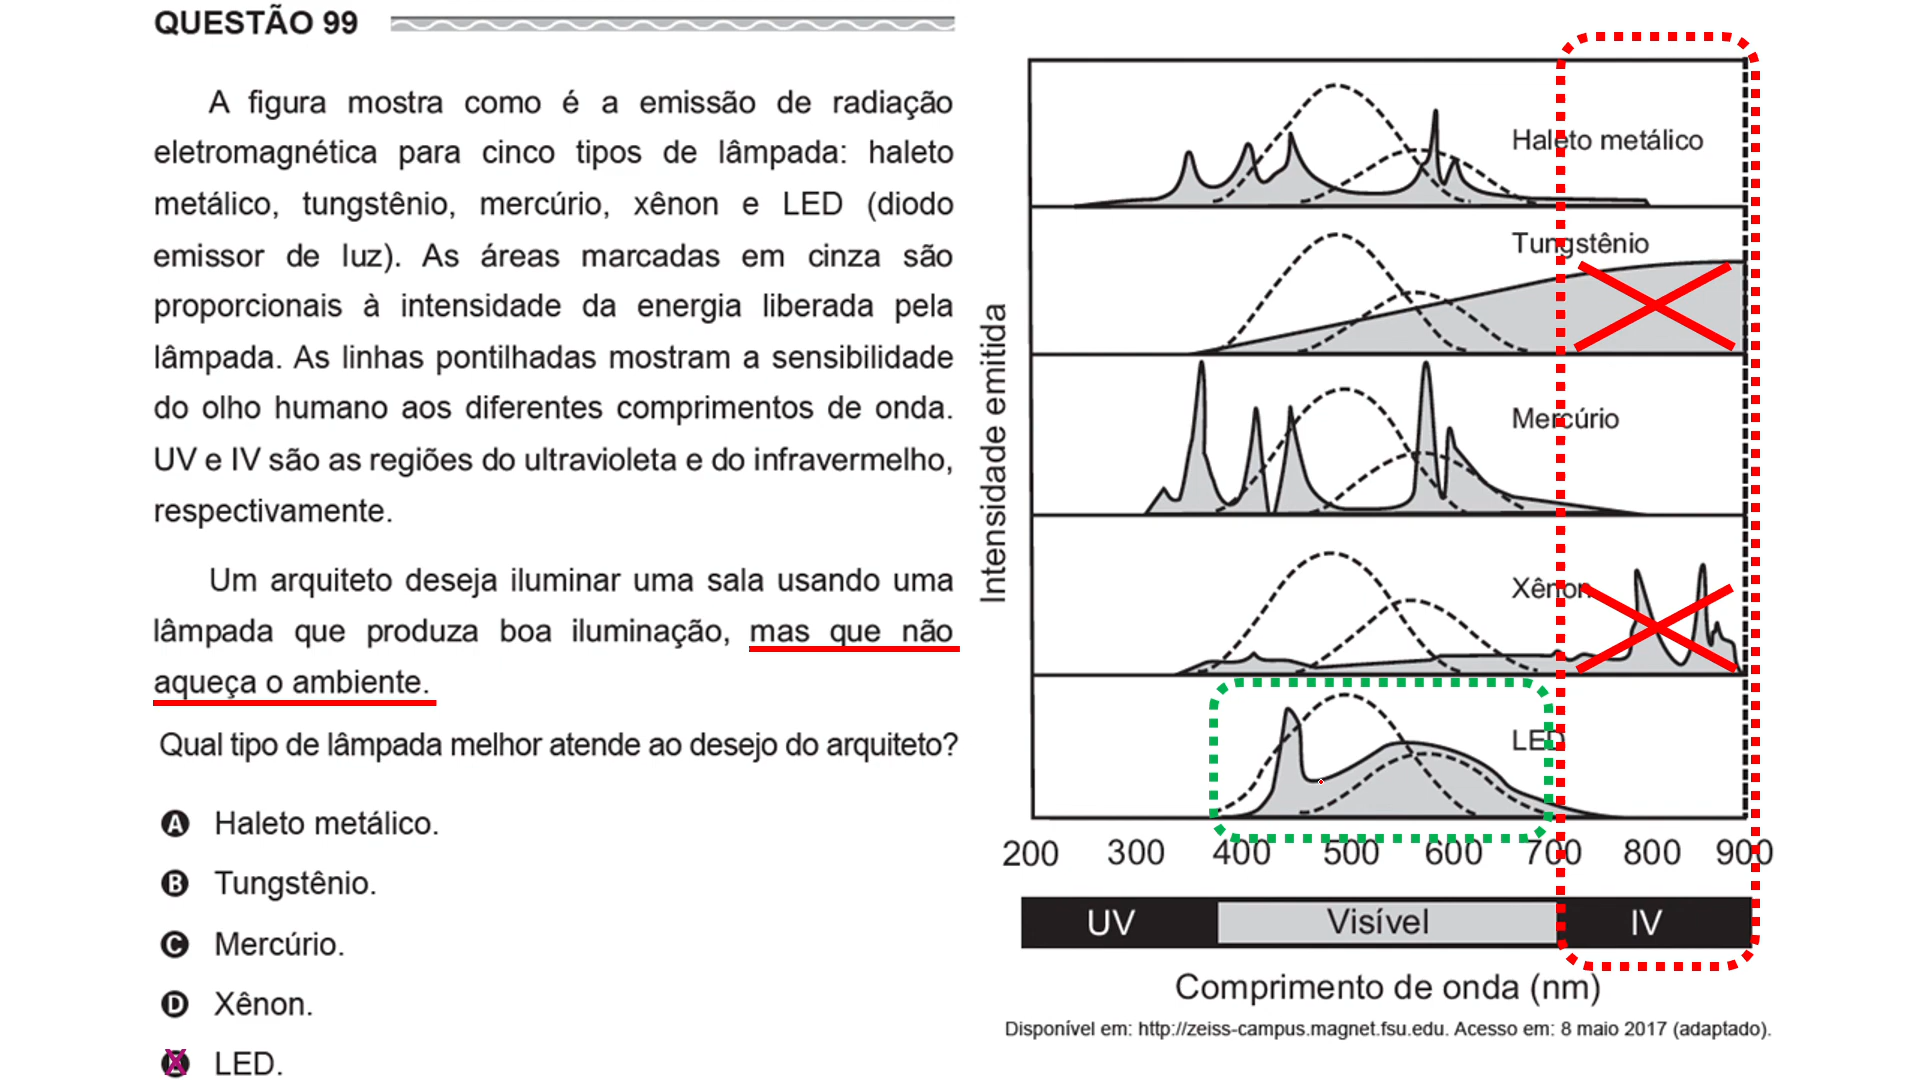 QUESTÃO 99
A figura mostra como é a emissão de radiação
eletromagnética para cinco tipos de lâmpada: haleto
metálico, tungstênio, mercúrio, xênon e LED (diodo
emissor de luz). As áreas marcadas em cinza são
proporcionais à intensidade da energia liberada pela
lâmpada. As linhas pontilhadas mostram a sensibilidade
do olho humano aos diferentes comprimentos de onda.
UV e IV são as regiões do ultravioleta e do infravermelho,
respectivamente.
Um arquiteto deseja iluminar uma sala usando uma
lâmpada que produza boa iluminação, mas que não
aqueça o ambiente.
Qual tipo de lâmpada melhor atende ao desejo do arquiteto?
A Haleto metálico.
B Tungstênio.
C Mercúrio.
D Xênon.
E LED.
Intensidade emitida
Haleto metálico
Tungstênio
Mercúrio
Xênon
LED
200 300 400 500 600 700 800 900
UV Visível IV
Comprimento de onda (nm)
Disponível em: http://zeiss-campus.magnet.fsu.edu. Acesso em: 8 maio 2017 (adaptado).